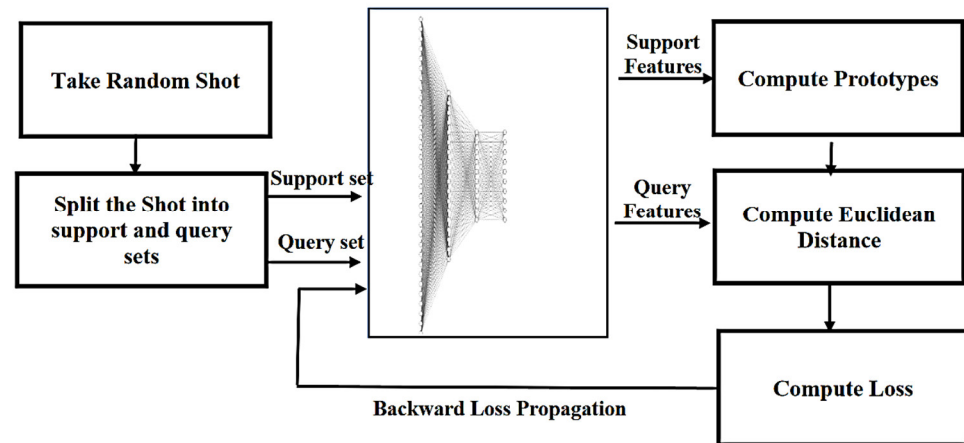 Take Random Shot
Split the Shot into
support and query
sets
Support set
Query set
Support
Features
Query
Features
Compute Prototypes
Compute Euclidean
Distance
Compute Loss
Backward Loss Propagation